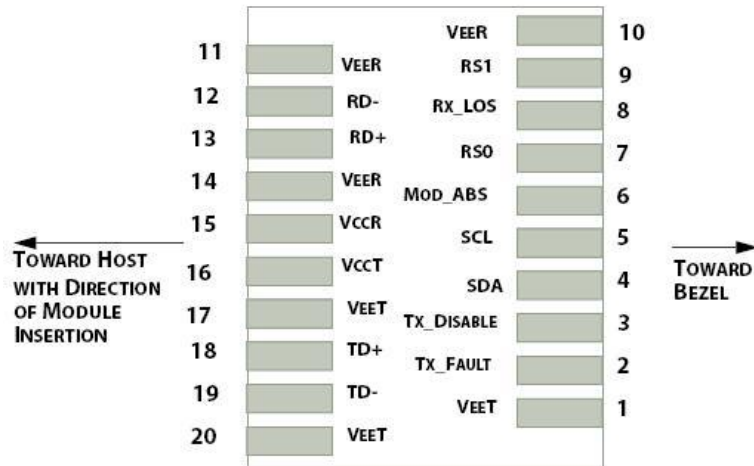 VEER 10
11 VEER
RS1 9
12 RD-
RX_LOS 8
13 RD+
RS0 7
14 VEER
MOD_ABS 6
15 VCCR
SCL 5
TOWARD HOST
WITH DIRECTION
OF MODULE
INSERTION
16 VCCT
SDA 4
TOWARD
BEZEL
17 VEET
TX_DISABLE 3
18 TD+
TX_FAULT 2
19 TD-
VEET 1
20 VEET